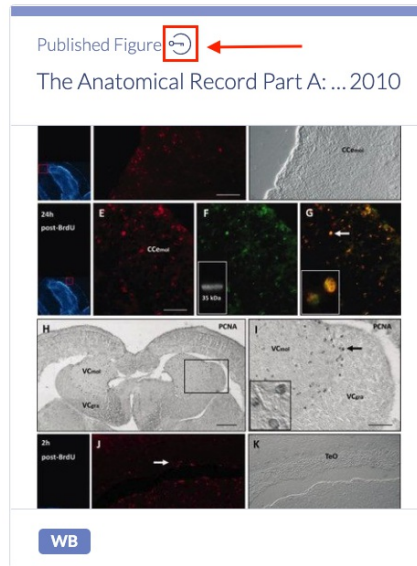 Published Figure
The Anatomical Record Part A: ... 2010
CCemol
24h
post-BrdU
E
F
G
CCemol
35 kDa
H
PCNA
I
PCNA
VCmol
VCgra
VCmol
VCgra
2h
post-BrdU
J
K
TeO
WB